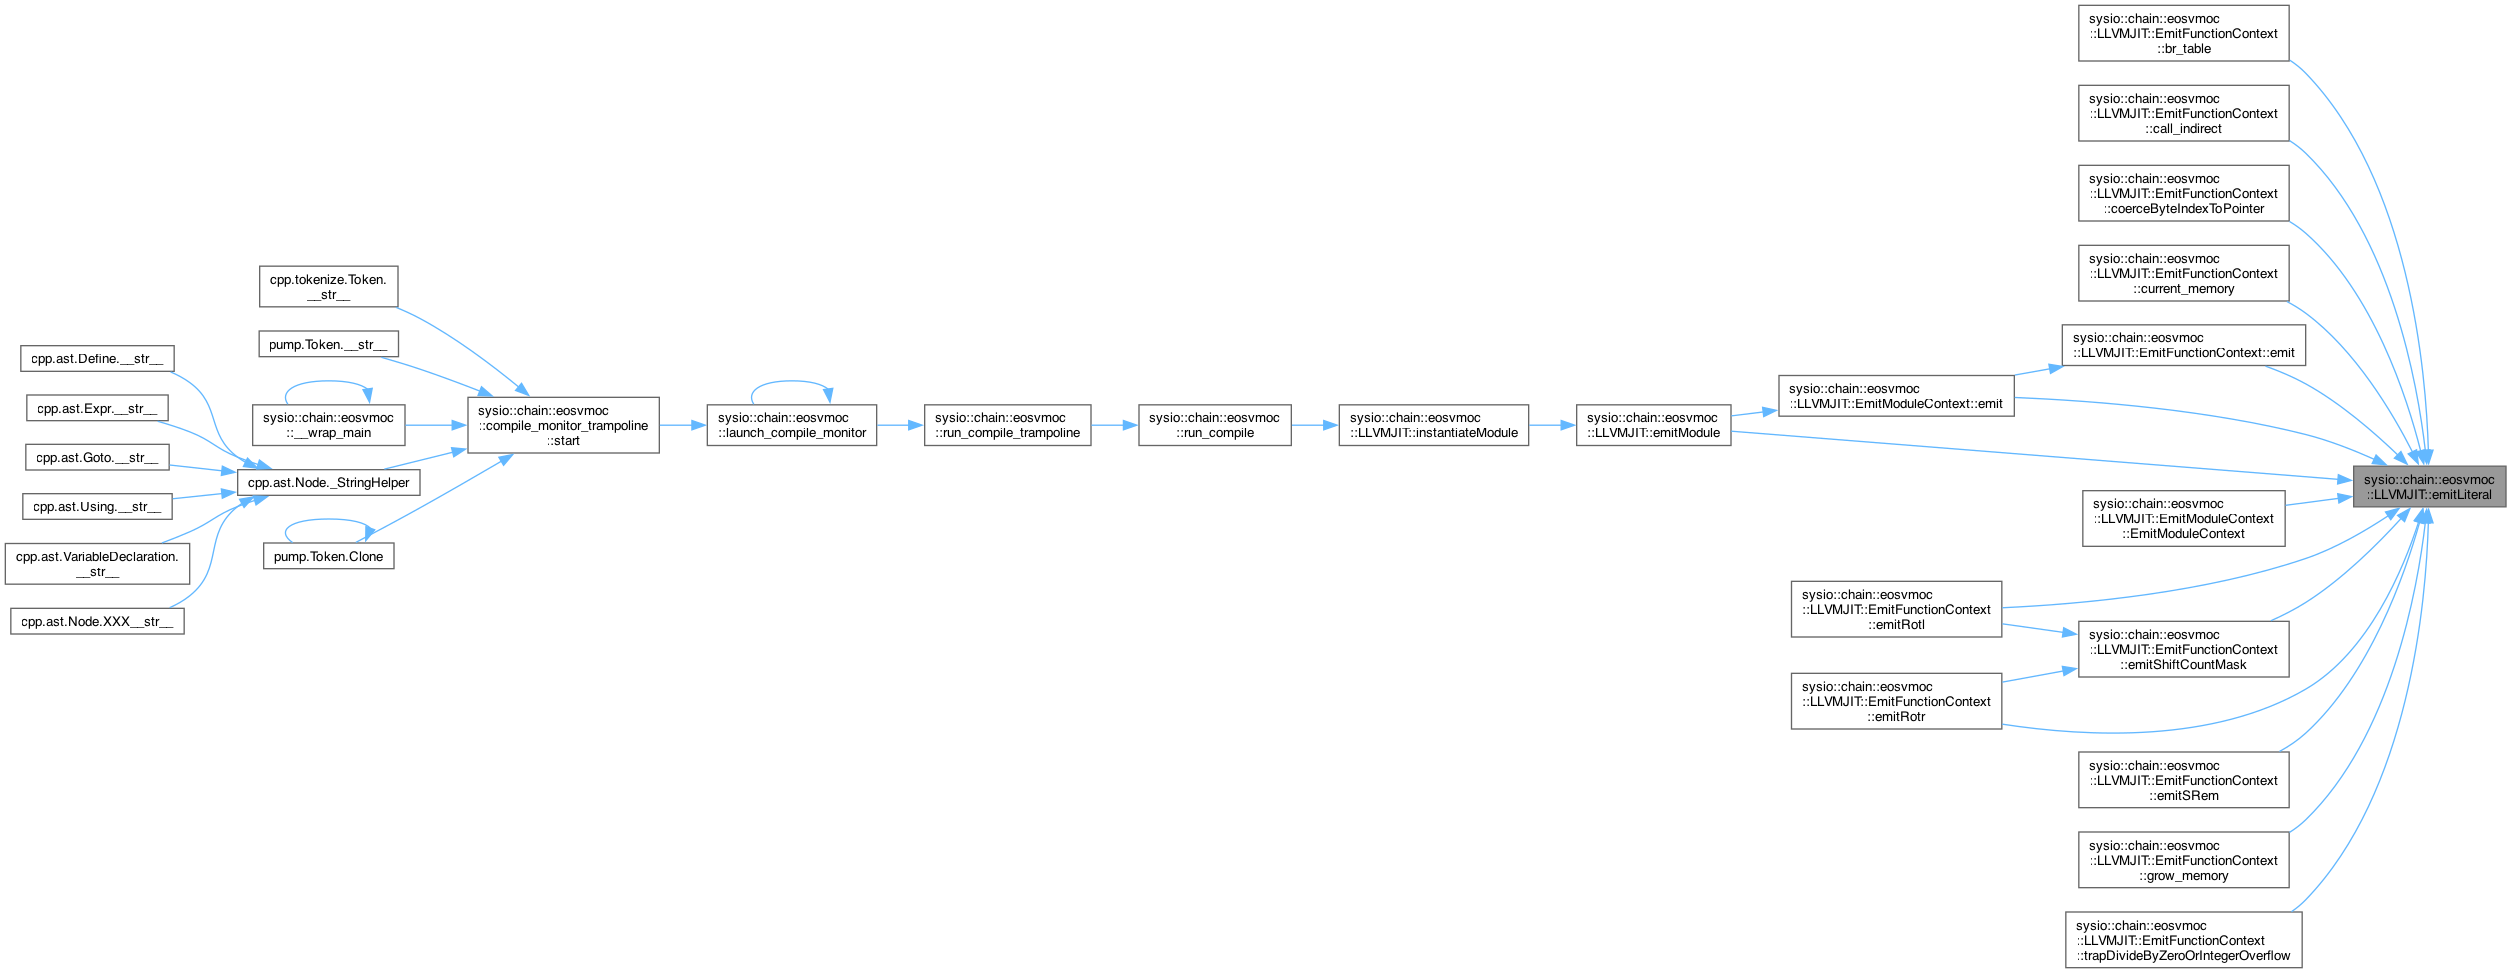 sysio::chain::eosvmoc
::LLVMJIT::EmitFunctionContext
::br_table
sysio::chain::eosvmoc
::LLVMJIT::EmitFunctionContext
::call_indirect
sysio::chain::eosvmoc
::LLVMJIT::EmitFunctionContext
::coerceByteIndexToPointer
sysio::chain::eosvmoc
::LLVMJIT::EmitFunctionContext
::current_memory
sysio::chain::eosvmoc
::LLVMJIT::EmitFunctionContext::emit
sysio::chain::eosvmoc
::LLVMJIT::EmitModuleContext::emit
sysio::chain::eosvmoc
::LLVMJIT::emitModule
sysio::chain::eosvmoc
::LLVMJIT::instantiateModule
sysio::chain::eosvmoc
::run_compile
sysio::chain::eosvmoc
::run_compile_trampoline
sysio::chain::eosvmoc
::launch_compile_monitor
sysio::chain::eosvmoc
::compile_monitor_trampoline
::start
cpp.tokenize.Token.
__str__
pump.Token.__str__
sysio::chain::eosvmoc
::__wrap_main
cpp.ast.Node._StringHelper
pump.Token.Clone
cpp.ast.Define.__str__
cpp.ast.Expr.__str__
cpp.ast.Goto.__str__
cpp.ast.Using.__str__
cpp.ast.VariableDeclaration.
__str__
cpp.ast.Node.XXX__str__
sysio::chain::eosvmoc
::LLVMJIT::emitLiteral
sysio::chain::eosvmoc
::LLVMJIT::EmitModuleContext
::EmitModuleContext
sysio::chain::eosvmoc
::LLVMJIT::EmitFunctionContext
::emitRotl
sysio::chain::eosvmoc
::LLVMJIT::EmitFunctionContext
::emitShiftCountMask
sysio::chain::eosvmoc
::LLVMJIT::EmitFunctionContext
::emitRotr
sysio::chain::eosvmoc
::LLVMJIT::EmitFunctionContext
::emitSRem
sysio::chain::eosvmoc
::LLVMJIT::EmitFunctionContext
::grow_memory
sysio::chain::eosvmoc
::LLVMJIT::EmitFunctionContext
::trapDivideByZeroOrIntegerOverflow